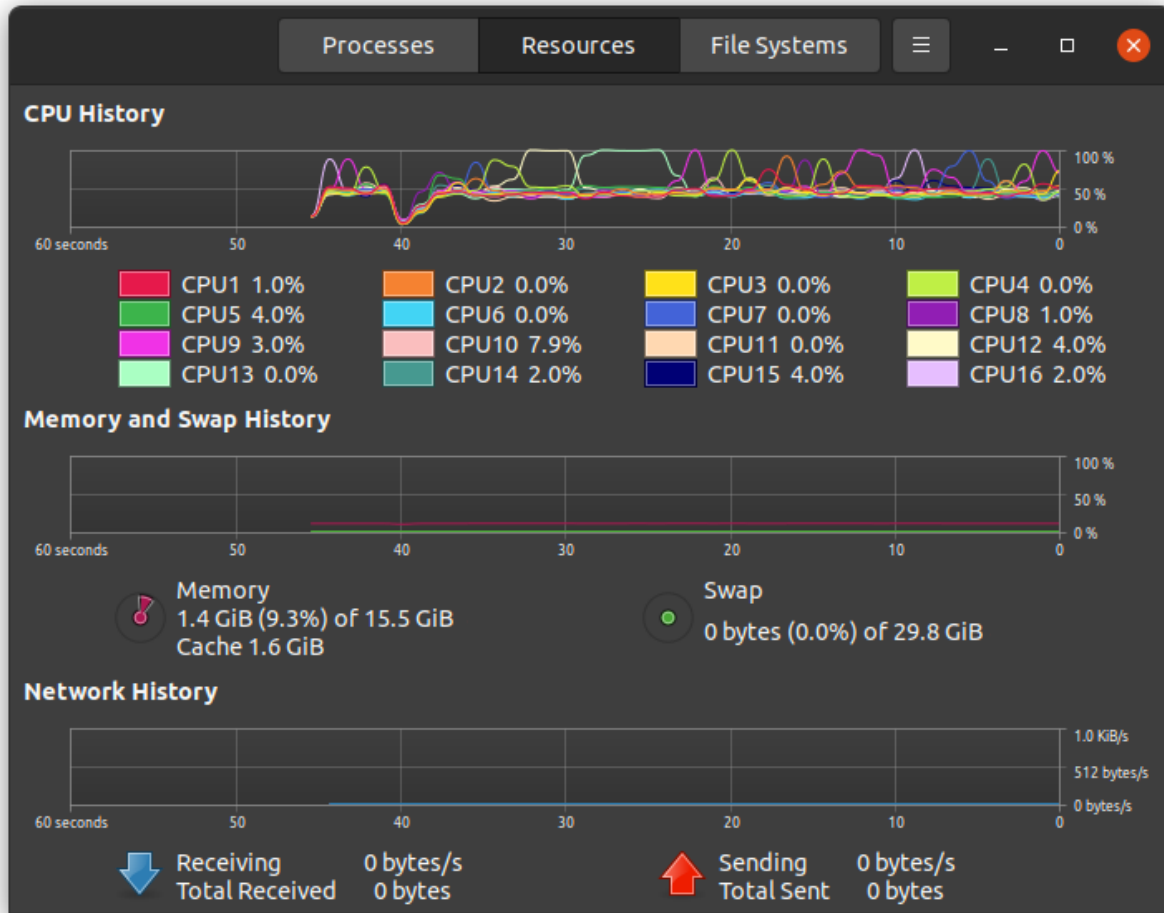 Processes Resources File Systems
CPU History
100 %
50 %
0 %
60 seconds 50 40 30 20 10 0
CPU1 1.0% CPU2 0.0% CPU3 0.0% CPU4 0.0%
CPU5 4.0% CPU6 0.0% CPU7 0.0% CPU8 1.0%
CPU9 3.0% CPU10 7.9% CPU11 0.0% CPU12 4.0%
CPU13 0.0% CPU14 2.0% CPU15 4.0% CPU16 2.0%
Memory and Swap History
100 %
50 %
0 %
60 seconds 50 40 30 20 10 0
Memory
1.4 GiB (9.3%) of 15.5 GiB
Cache 1.6 GiB
Swap
0 bytes (0.0%) of 29.8 GiB
Network History
1.0 KiB/s
512 bytes/s
0 bytes/s
60 seconds 50 40 30 20 10 0
Receiving 0 bytes/s
Total Received 0 bytes
Sending 0 bytes/s
Total Sent 0 bytes